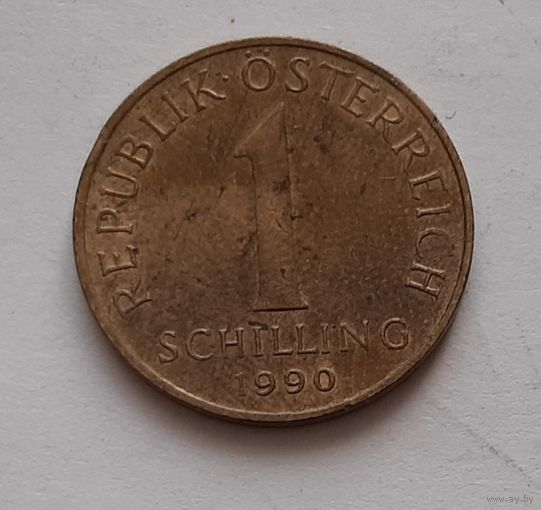 REPUBLIK · ÖSTERREICH
1
SCHILLING
1990
www.ay.by